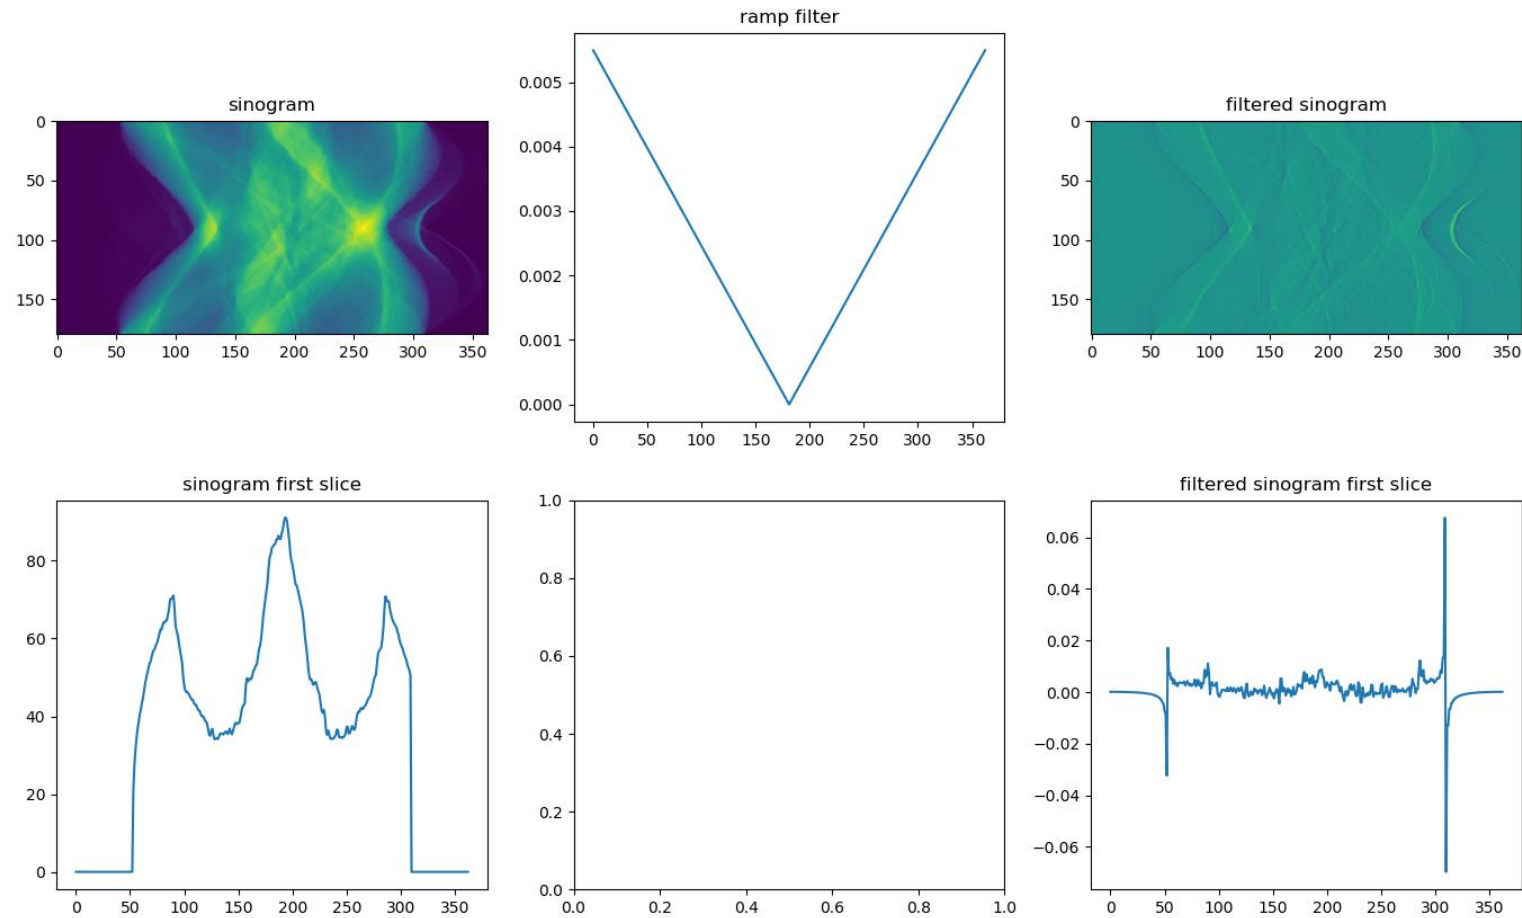 ramp filter
sinogram
filtered sinogram
0
50
100
150
0 50 100 150 200 250 300 350
0.005
0.004
0.003
0.002
0.001
0.000
0 50 100 150 200 250 300 350
0
50
100
150
0 50 100 150 200 250 300 350
sinogram first slice
filtered sinogram first slice
80
60
40
20
0
0 50 100 150 200 250 300 350
1.0
0.8
0.6
0.4
0.2
0.0
0.0 0.2 0.4 0.6 0.8 1.0
0.06
0.04
0.02
0.00
−0.02
−0.04
−0.06
0 50 100 150 200 250 300 350